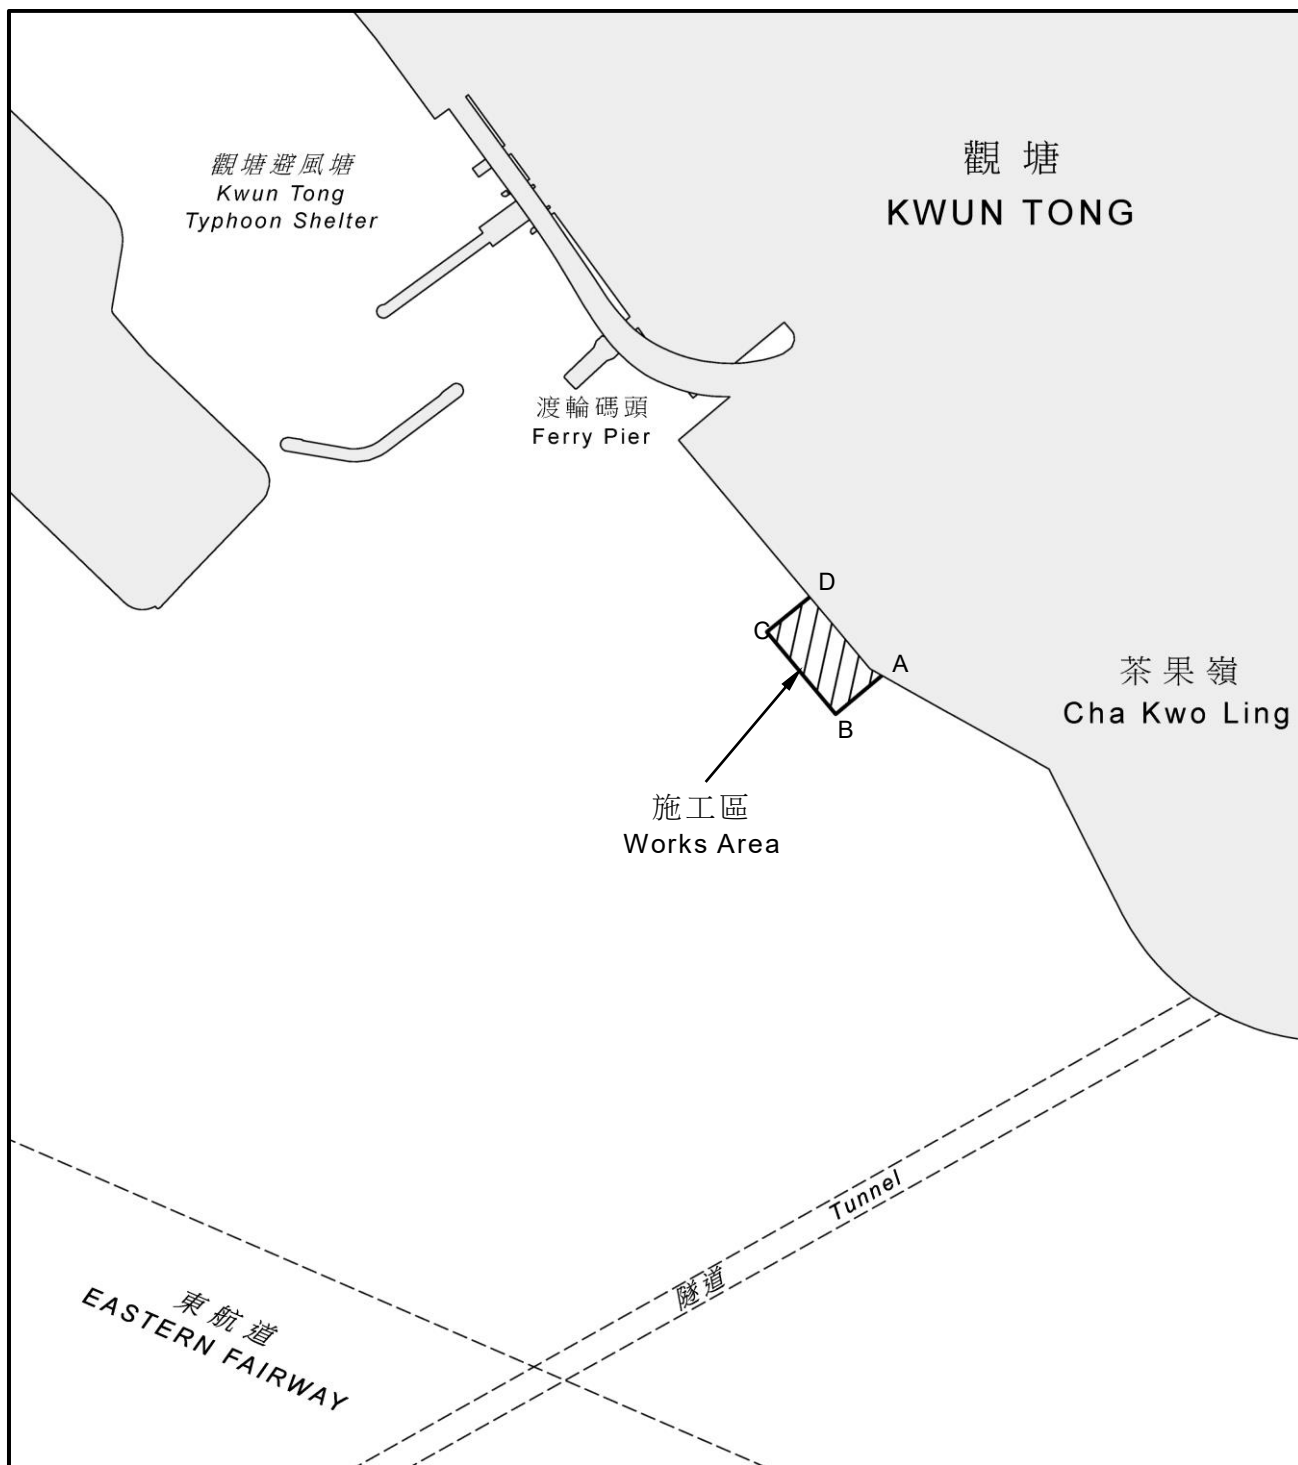 觀塘避風塘
Kwun Tong
Typhoon Shelter
觀塘
KWUN TONG
渡輪碼頭
Ferry Pier
D
C
A
B
茶果嶺
Cha Kwo Ling
施工區
Works Area
Tunnel
隧道
東航道
EASTERN FAIRWAY